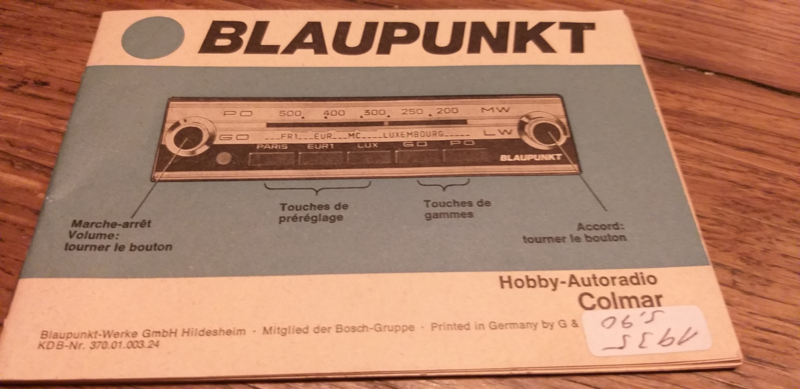 BLAUPUNKT
PO 500 400 300 250 200 MW
GO ...FR1...EUR...MC...LUXEMBOURG...... LW
PARIS EUR1 LUX GO PO
BLAUPUNKT
Touches de
préréglage
Touches de
gammes
Marche-arrêt
Volume:
tourner le bouton
Accord:
tourner le bouton
Hobby-Autoradio
Colmar
Blaupunkt-Werke GmbH Hildesheim · Mitglied der Bosch-Gruppe · Printed in Germany by G &
KDB-Nr. 370.01.003.24
1935
5.90